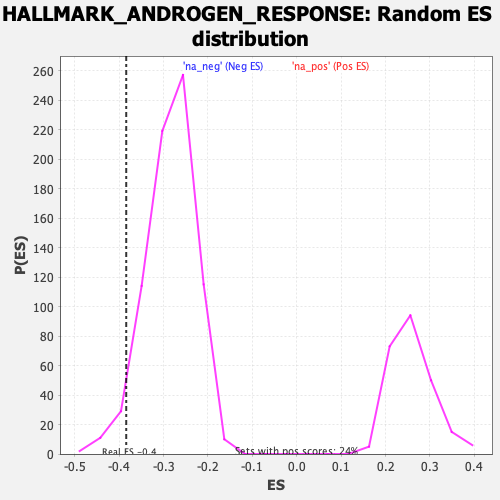 HALLMARK_ANDROGEN_RESPONSE: Random ES
distribution
'na_neg' (Neg ES) 'na_pos' (Pos ES)
260
240
220
200
180
160
140
120
100
80
60
40
20
0
P(ES)
Real ES -0.4 Sets with pos scores: 24%
-0.5 -0.4 -0.3 -0.2 -0.1 0.0 0.1 0.2 0.3 0.4
ES